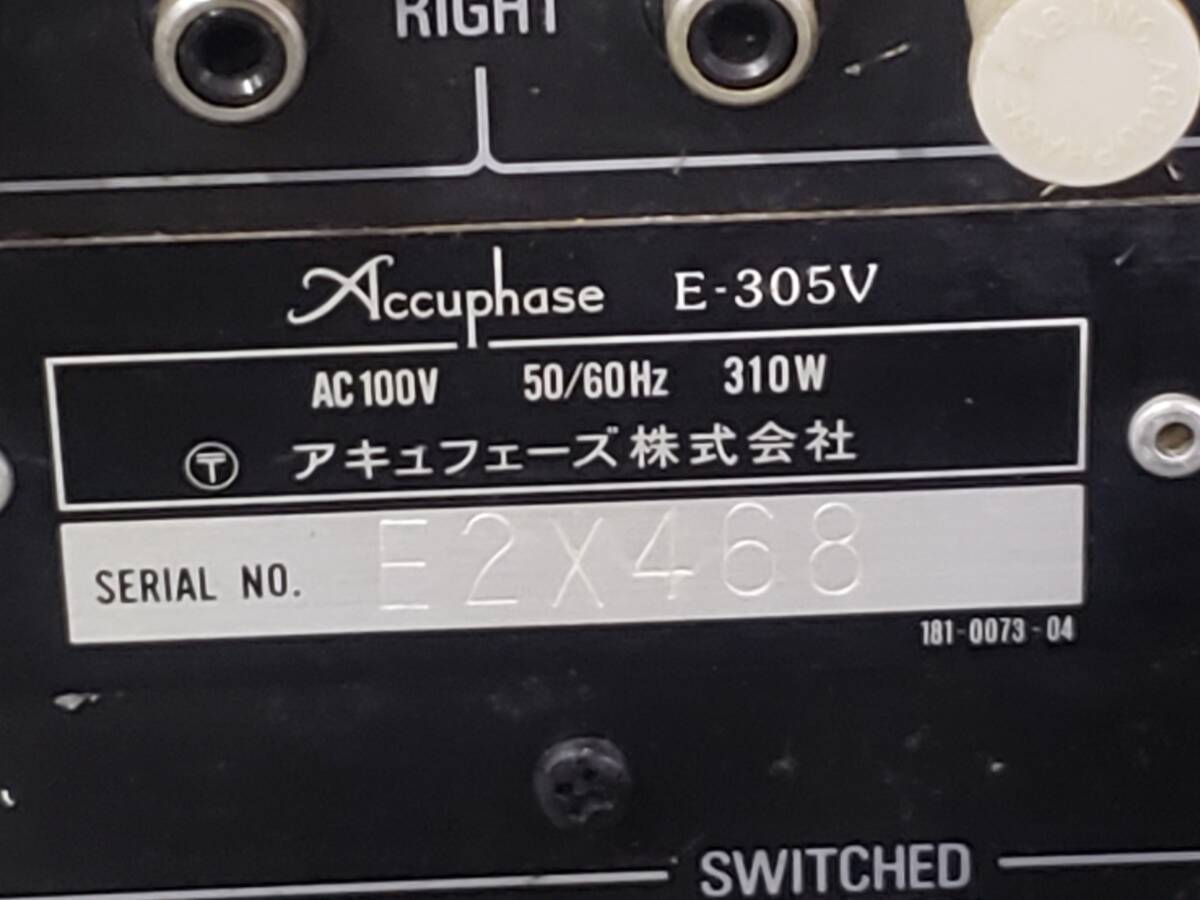 RIGHT
Accuphase E-305V
AC100V 50/60Hz 310W
〒 アキュフェーズ株式会社
SERIAL NO. E2X468
181-0073-04
SWITCHED